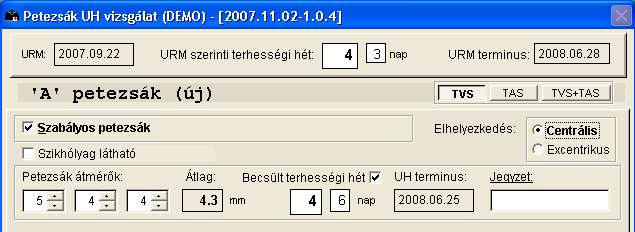 Petezsák UH vizsgálat (DEMO) - [2007.11.02-1.0.4]
URM: 2007.09.22 URM szerinti terhességi hét: 4 3 nap URM terminus: 2008.06.28
'A' petezsák (új) TVS TAS TVS+TAS
Szabályos petezsák Elhelyezkedés: Centrális
Szikhólyag látható Excentrikus
Petezsák átmérők: Átlag: Becsült terhességi hét UH terminus: Jegyzet:
5 4 4 4.3 mm 4 6 nap 2008.06.25